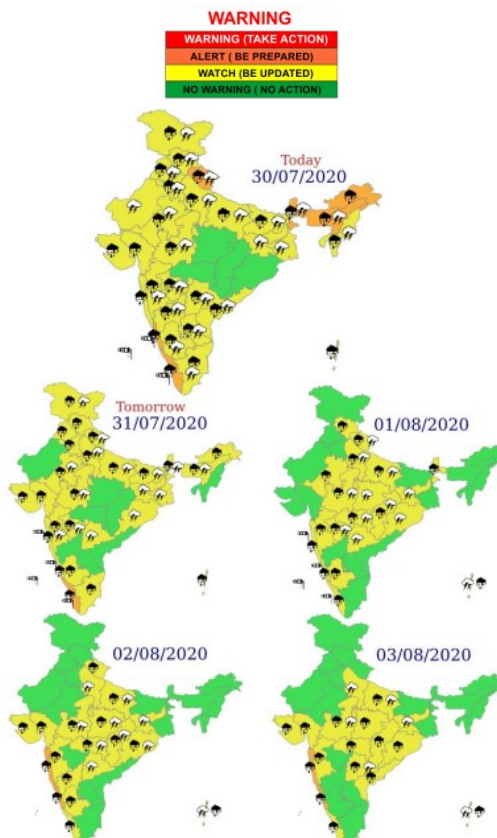 WARNING
WARNING (TAKE ACTION)
ALERT ( BE PREPARED)
WATCH (BE UPDATED)
NO WARNING ( NO ACTION)
Today
30/07/2020
Tomorrow
31/07/2020
01/08/2020
02/08/2020
03/08/2020